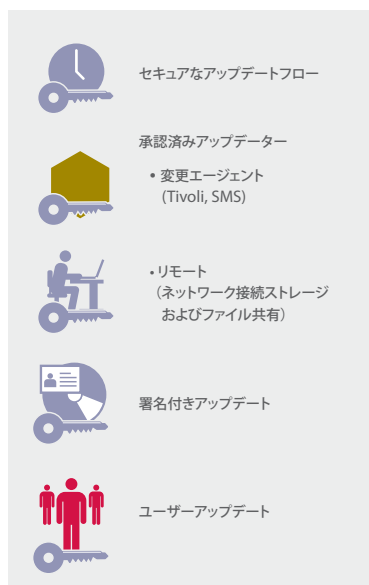 セキュアなアップデートフロー
承認済みアップデーター
• 変更エージェント
(Tivoli, SMS)
• リモート
（ネットワーク接続ストレージ
およびファイル共有）
署名付きアップデート
ユーザーアップデート